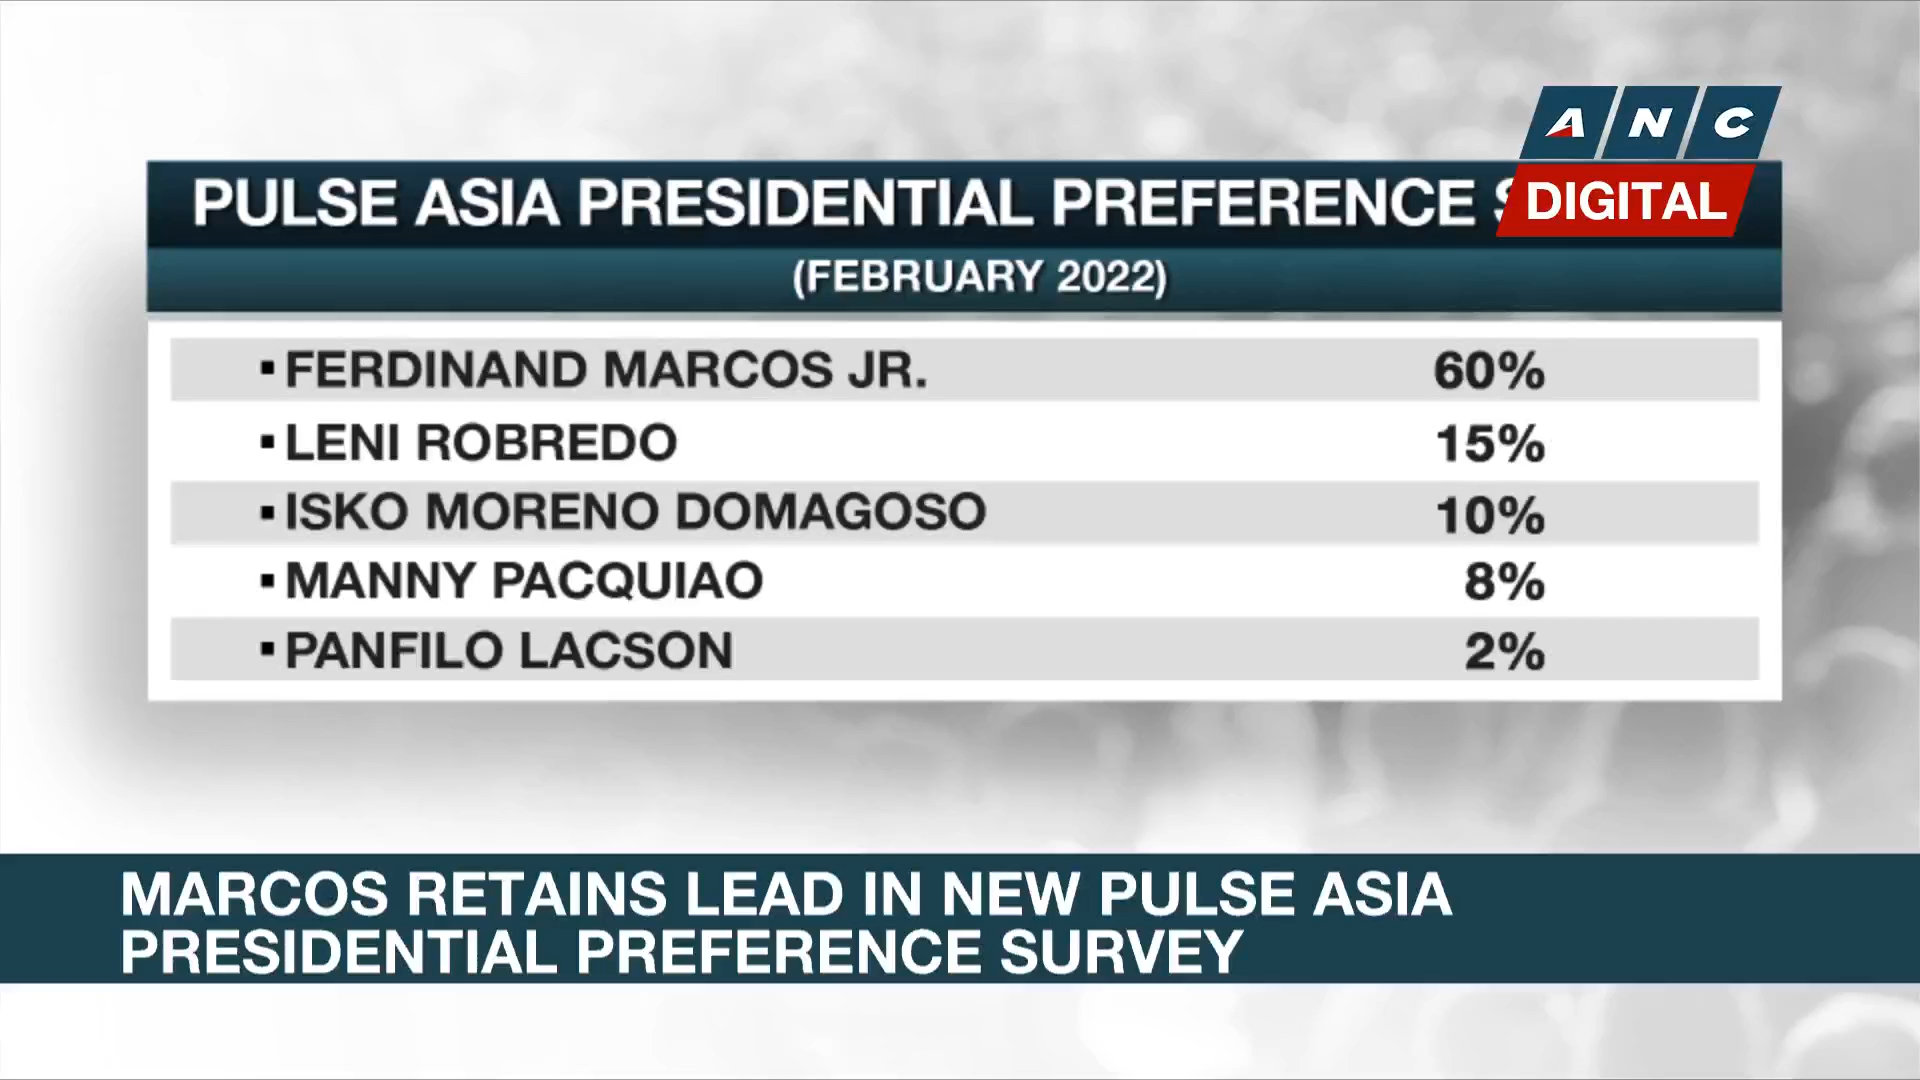 ANC
DIGITAL
PULSE ASIA PRESIDENTIAL PREFERENCE
(FEBRUARY 2022)
▪ FERDINAND MARCOS JR. 60%
▪ LENI ROBREDO 15%
▪ ISKO MORENO DOMAGOSO 10%
▪ MANNY PACQUIAO 8%
▪ PANFILO LACSON 2%
MARCOS RETAINS LEAD IN NEW PULSE ASIA
PRESIDENTIAL PREFERENCE SURVEY